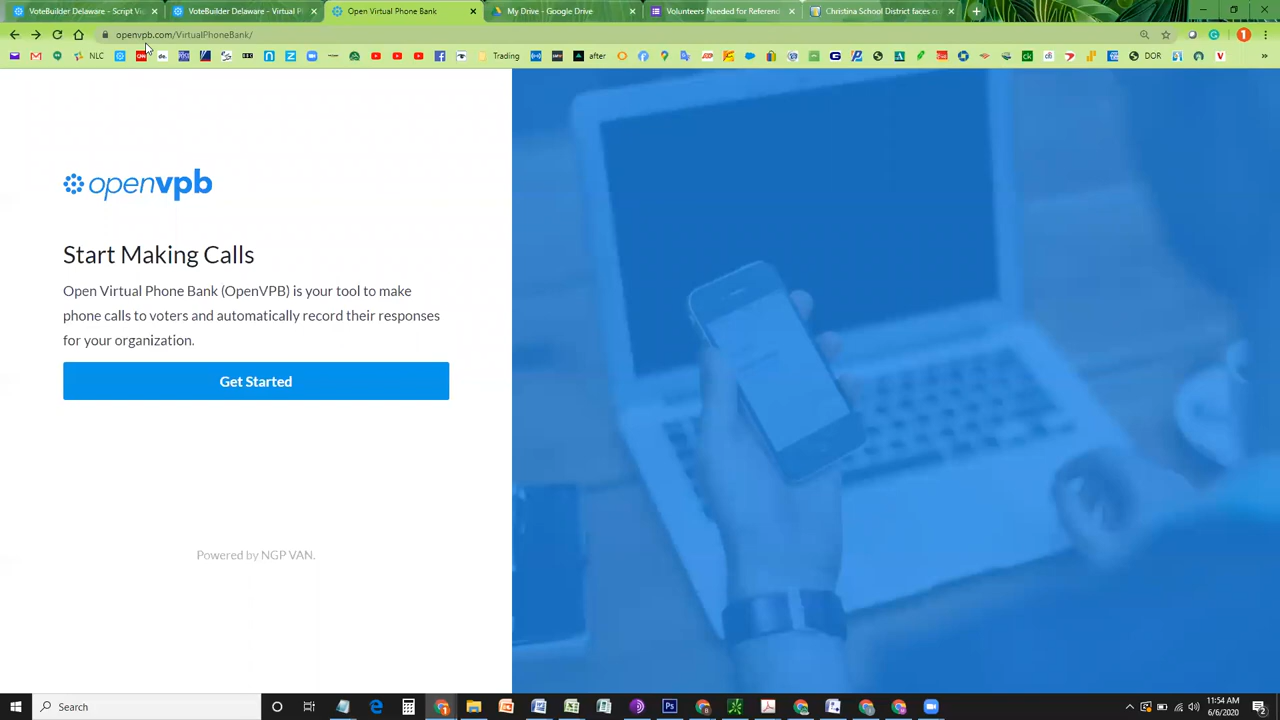 VoteBuilder Delaware - Script Vi
VoteBuilder Delaware - Virtual P
Open Virtual Phone Bank
My Drive - Google Drive
Volunteers Needed for Referend
Christina School District faces c
openvpb.com/VirtualPhoneBank/
NLC
Trading
after
DOR
openvpb
Start Making Calls
Open Virtual Phone Bank (OpenVPB) is your tool to make
phone calls to voters and automatically record their responses
for your organization.
Get Started
Powered by NGP VAN.
Search
11:54 AM
6/6/2020